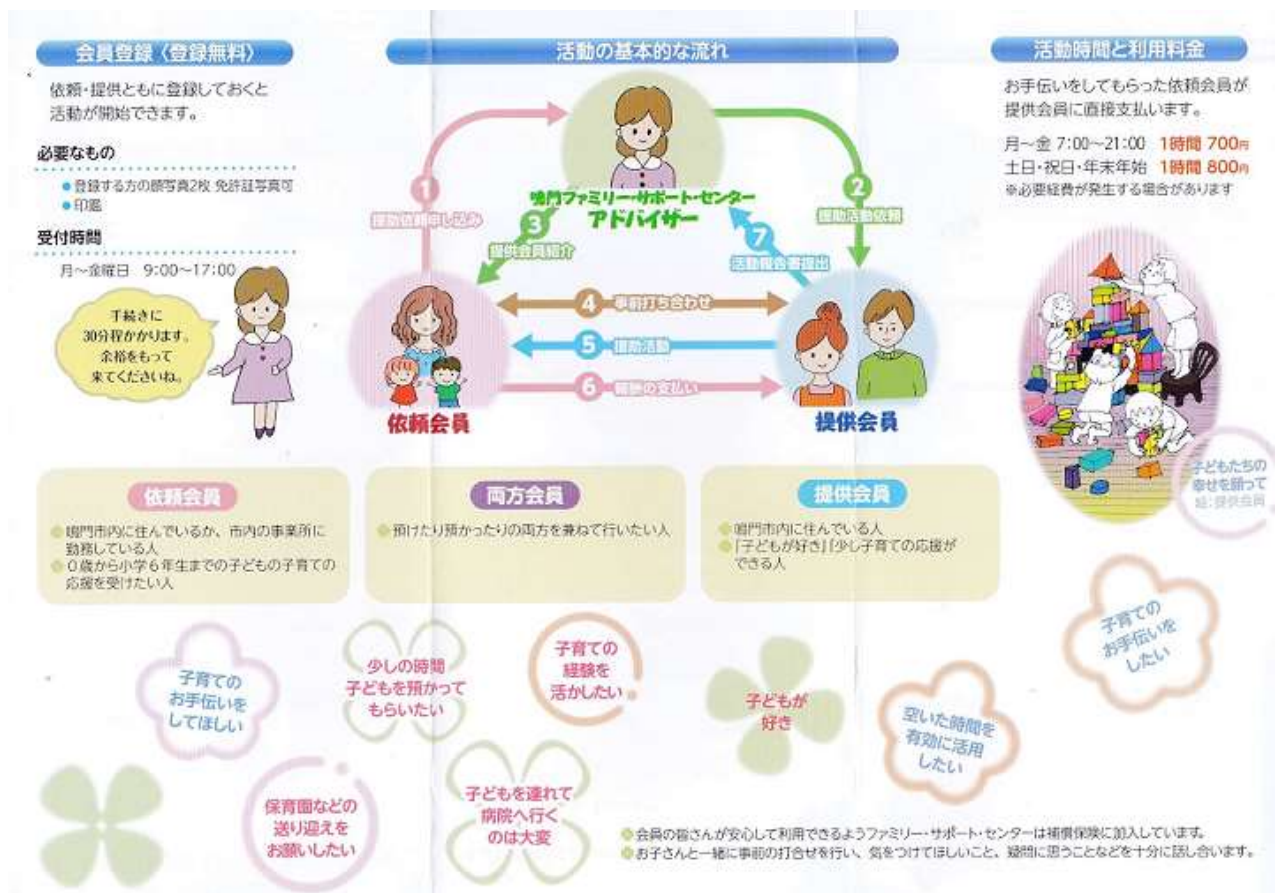 会員登録〈登録無料〉
依頼・提供ともに登録しておくと
活動が開始できます。
必要なもの
●登録する方の顔写真2枚 免許証写真可
●印鑑
受付時間
月〜金曜日 9:00〜17:00
手続きに
30分程かかります。
余裕をもって
来てくださいね。
活動の基本的な流れ
鳴門ファミリー・サポート・センター
アドバイザー
1
援助依頼申し込み
2
援助活動依頼
3
提供会員紹介
4 事前打ち合わせ
5 援助活動
6 報酬の支払い
7
活動報告書提出
依頼会員
提供会員
活動時間と利用料金
お手伝いをしてもらった依頼会員が
提供会員に直接支払います。
月〜金 7:00〜21:00 1時間 700円
土日・祝日・年末年始 1時間 800円
※必要経費が発生する場合があります
子どもたちの
幸せを願って
絵:提供会員
依頼会員
鳴門市内に住んでいるか、市内の事業所に
勤務している人
0歳から小学6年生までの子どもの子育ての
応援を受けたい人
両方会員
預けたり預かったりの両方を兼ねて行いたい人
提供会員
鳴門市内に住んでいる人
「子どもが好き」「少し子育ての応援が
できる人
子育ての
お手伝いを
してほしい
少しの時間
子どもを預かって
もらいたい
子育ての
経験を
活かしたい
子どもが
好き
空いた時間を
有効に活用
したい
子育ての
お手伝いを
したい
保育園などの
送り迎えを
お願いしたい
子どもを連れて
病院へ行く
のは大変
会員の皆さんが安心して利用できるようファミリー・サポート・センターは補償保険に加入しています。
お子さんと一緒に事前の打合せを行い、気をつけてほしいこと、疑問に思うことなどを十分に話し合います。